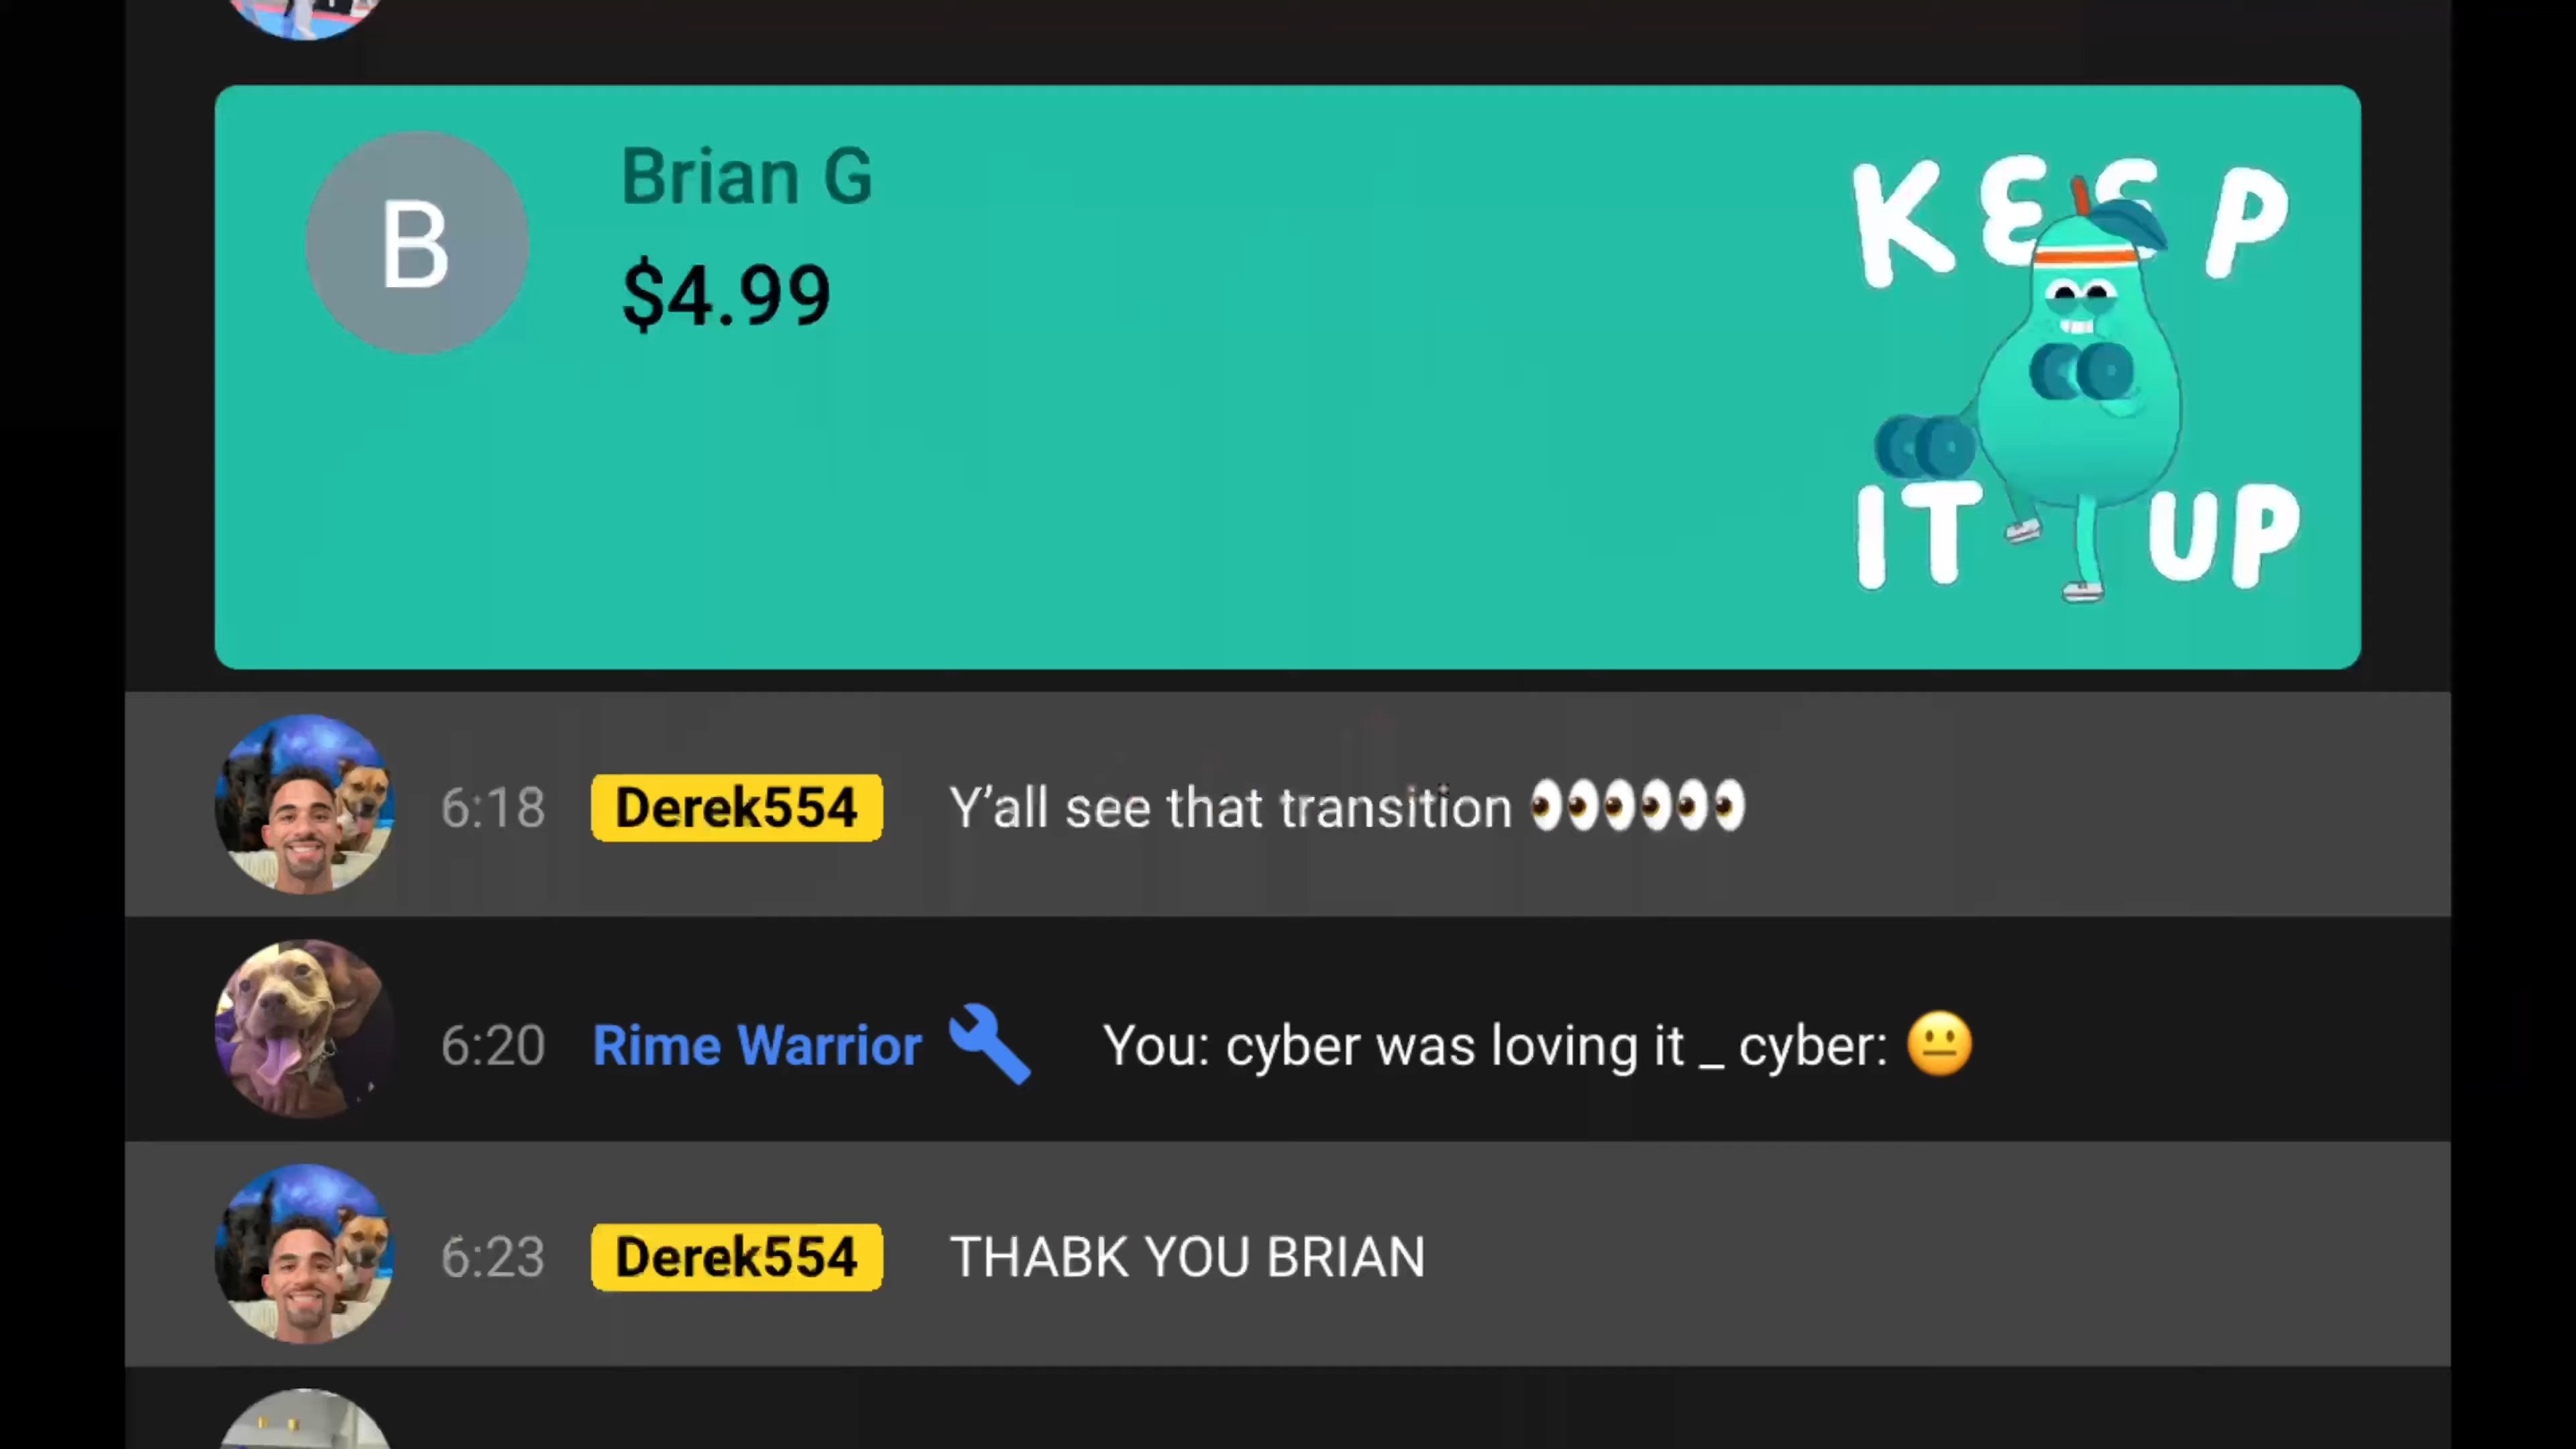 B
Brian G
$4.99
KEEP
IT UP
6:18 Derek554 Y’all see that transition 👀👀👀
6:20 Rime Warrior You: cyber was loving it _ cyber: 😐
6:23 Derek554 THABK YOU BRIAN